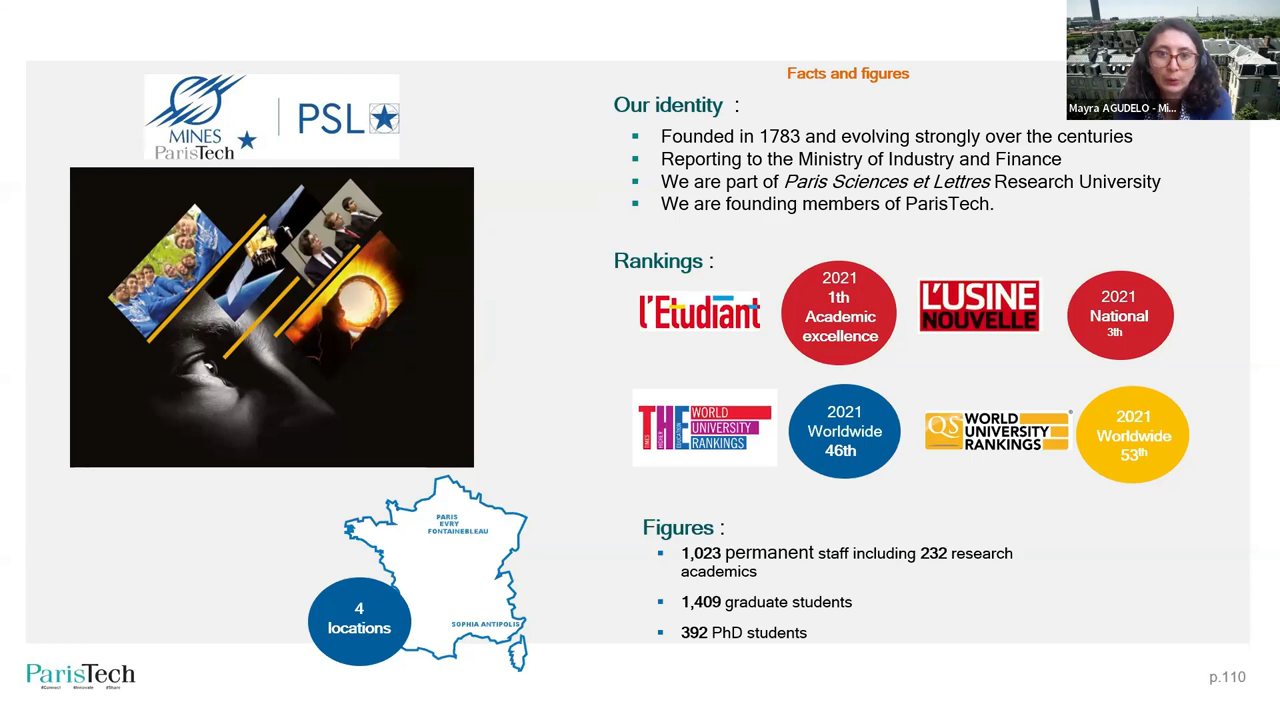 Facts and figures
Mayra AGUDELO - Mi...
MINES
ParisTech
PSL
Our identity :
Founded in 1783 and evolving strongly over the centuries
Reporting to the Ministry of Industry and Finance
We are part of Paris Sciences et Lettres Research University
We are founding members of ParisTech.
Rankings :
l'Etudiant
2021
1th
Academic
excellence
L'USINE
NOUVELLE
2021
National
3th
THE
TIMES
HIGHER
EDUCATION
WORLD
UNIVERSITY
RANKINGS
2021
Worldwide
46th
QS
WORLD
UNIVERSITY
RANKINGS
®
2021
Worldwide
53th
PARIS
EVRY
FONTAINEBLEAU
SOPHIA ANTIPOLIS
4
locations
Figures :
1,023 permanent staff including 232 research
academics
1,409 graduate students
392 PhD students
ParisTech
#Connect #Innovate #Share
p.110